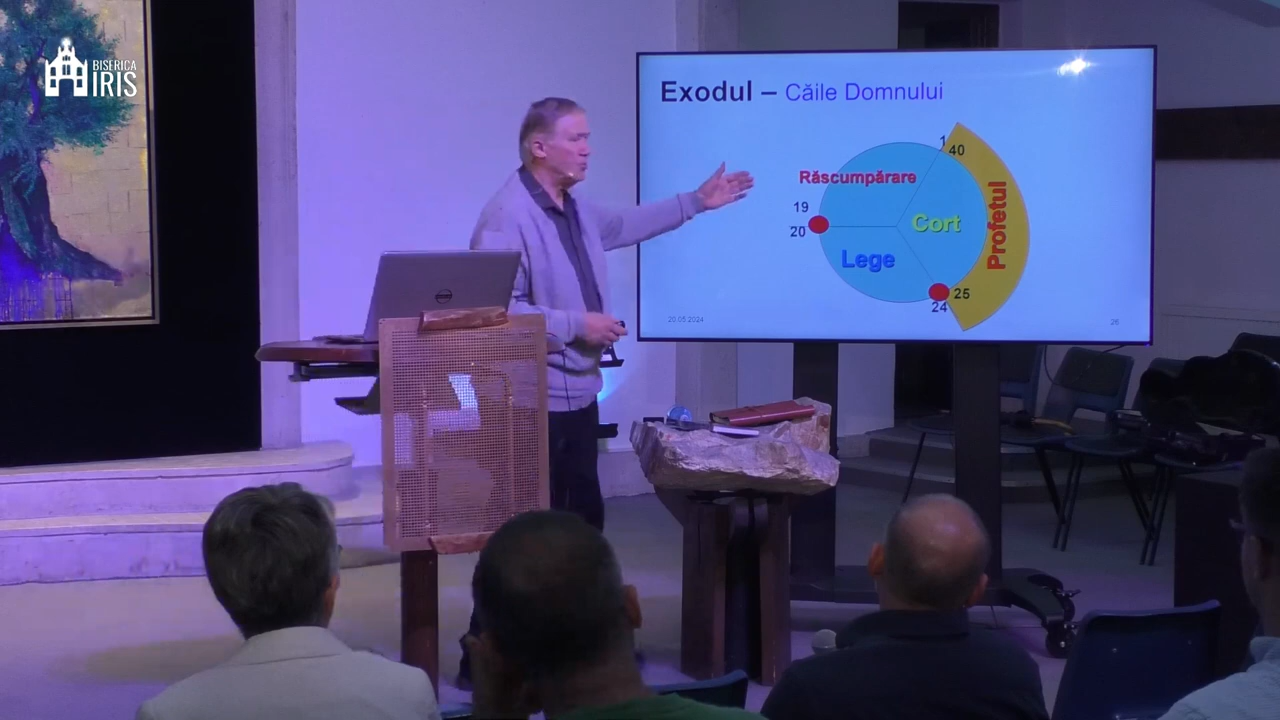 BISERICA
IRIS
Exodul – Căile Domnului
1
40
Răscumpărare
19
20
Cort
Profetul
Lege
25
24
20.05.2024
26